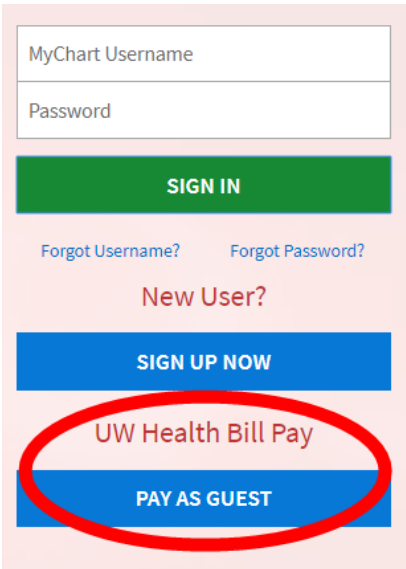 MyChart Username
Password
SIGN IN
Forgot Username? Forgot Password?
New User?
SIGN UP NOW
UW Health Bill Pay
PAY AS GUEST